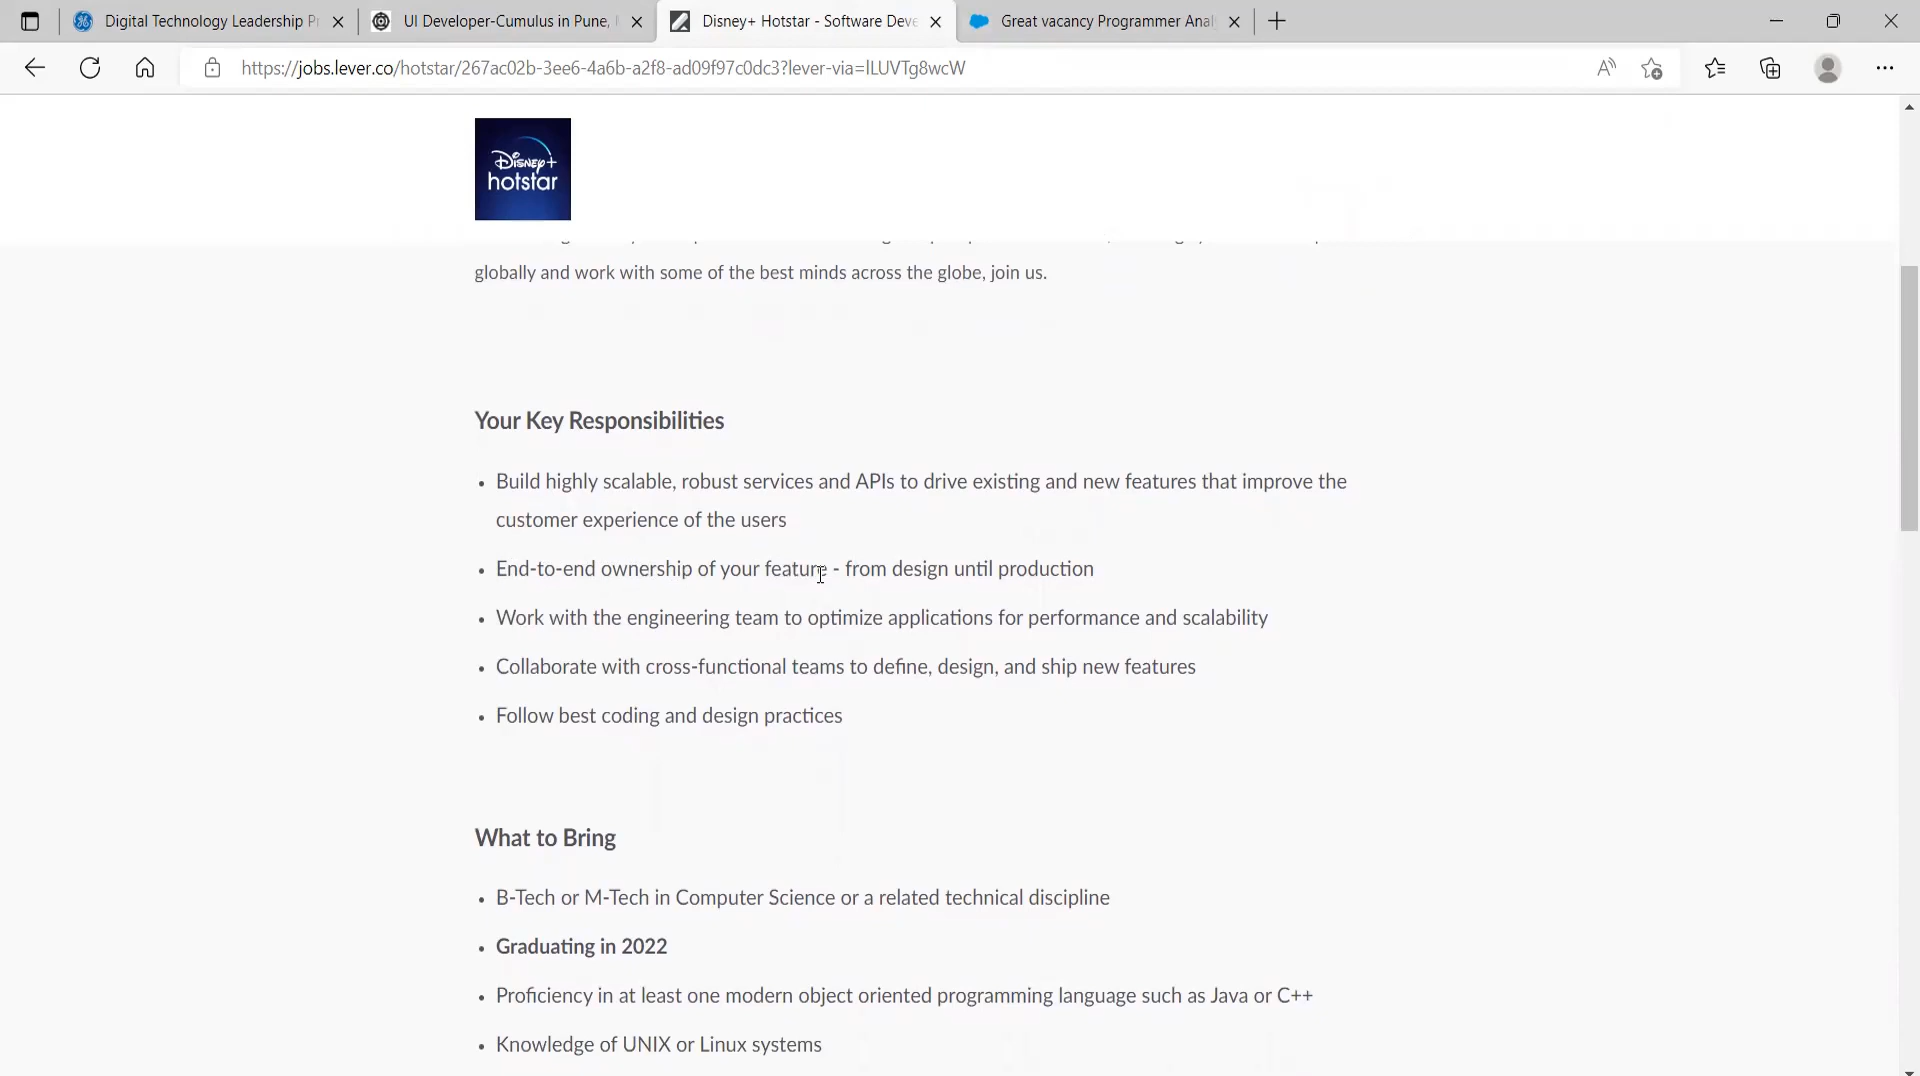 Digital Technology Leadership Pr
UI Developer-Cumulus in Pune,
Disney+ Hotstar - Software Deve
Great vacancy Programmer Anal
https://jobs.lever.co/hotstar/267ac02b-3ee6-4a6b-a2f8-ad09f97c0dc3?lever-via=lLUVTg8wcW
Disney+
hotstar
globally and work with some of the best minds across the globe, join us.
Your Key Responsibilities
• Build highly scalable, robust services and APIs to drive existing and new features that improve the
customer experience of the users
• End-to-end ownership of your feature - from design until production
• Work with the engineering team to optimize applications for performance and scalability
• Collaborate with cross-functional teams to define, design, and ship new features
• Follow best coding and design practices
What to Bring
• B-Tech or M-Tech in Computer Science or a related technical discipline
• Graduating in 2022
• Proficiency in at least one modern object oriented programming language such as Java or C++
• Knowledge of UNIX or Linux systems